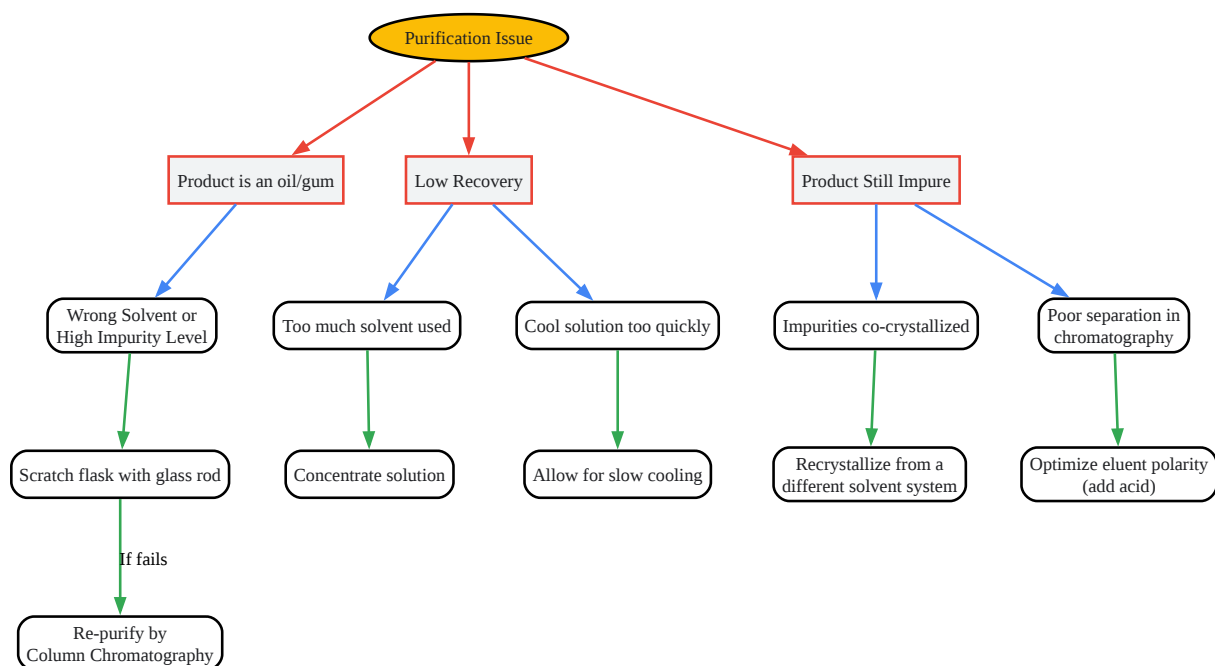 Purification Issue
Product is an oil/gum
Low Recovery
Product Still Impure
Wrong Solvent or
High Impurity Level
Too much solvent used
Cool solution too quickly
Impurities co-crystallized
Poor separation in
chromatography
Scratch flask with glass rod
Concentrate solution
Allow for slow cooling
Recrystallize from a
different solvent system
Optimize eluent polarity
(add acid)
If fails
Re-purify by
Column Chromatography